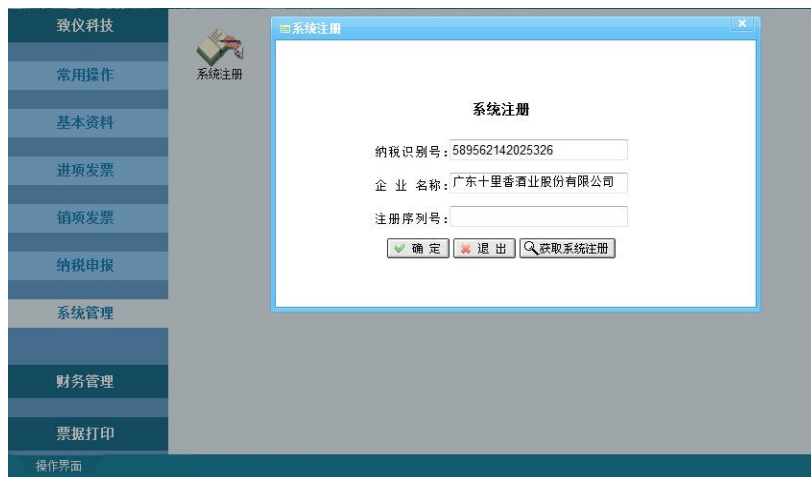 致仪科技
常用操作
基本资料
进项发票
销项发票
纳税申报
系统管理
财务管理
票据打印
操作界面
系统注册
系统注册
系统注册
纳税识别号:589562142025326
企 业 名称:广东十里香酒业股份有限公司
注册序列号:
确 定 退 出 获取系统注册